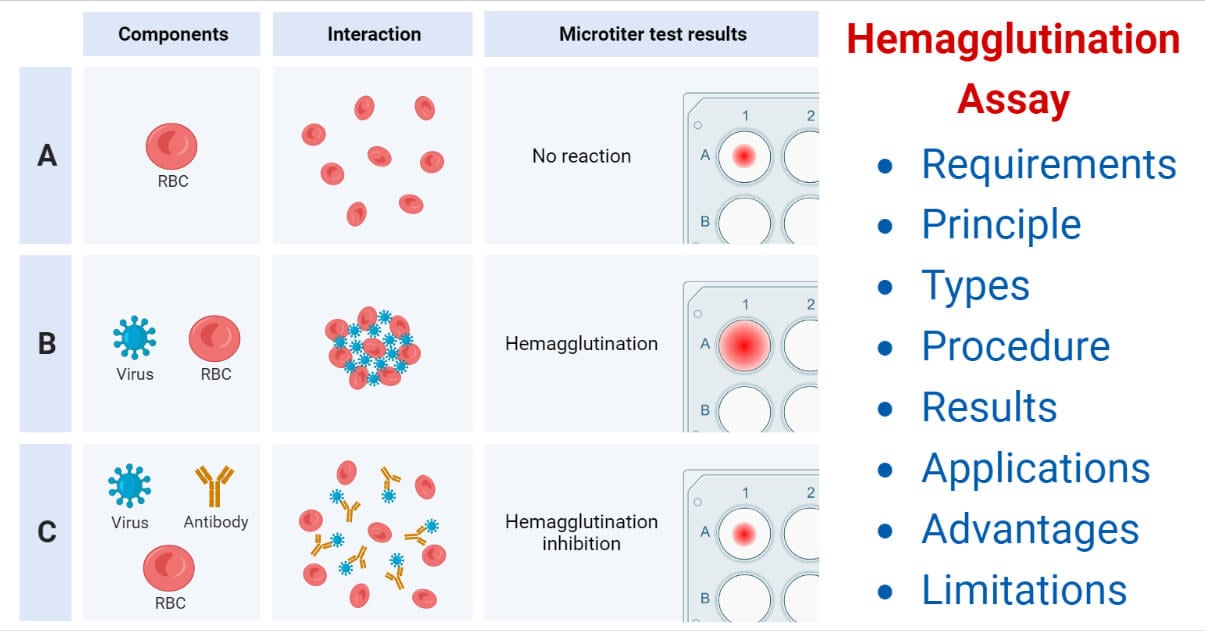 Components
Interaction
Microtiter test results
A
RBC
No reaction
1 2
A
B
B
Virus
RBC
Hemagglutination
1 2
A
B
C
Virus
Antibody
RBC
Hemagglutination
inhibition
1 2
A
B
Hemagglutination
Assay
• Requirements
• Principle
• Types
• Procedure
• Results
• Applications
• Advantages
• Limitations